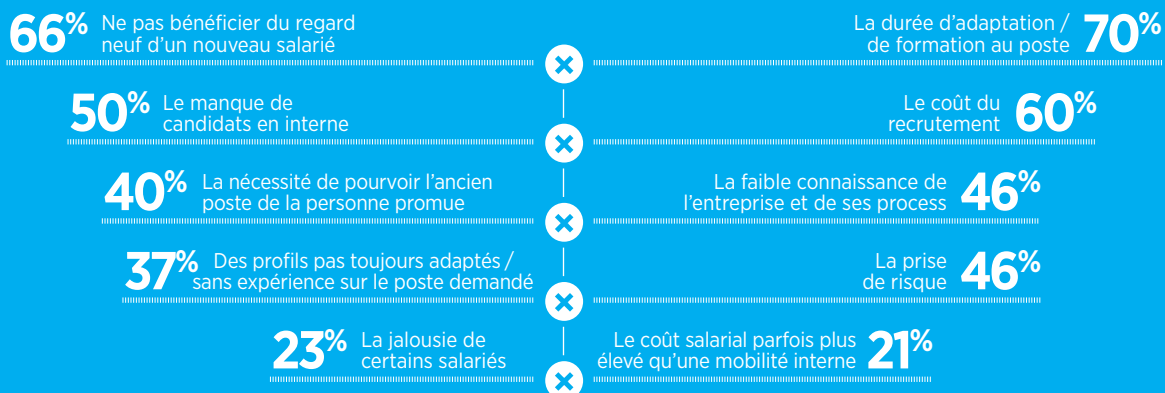 66% Ne pas bénéficier du regard
neuf d'un nouveau salarié
50% Le manque de
candidats en interne
40% La nécessité de pourvoir l'ancien
poste de la personne promue
37% Des profils pas toujours adaptés /
sans expérience sur le poste demandé
23% La jalousie de
certains salariés
La durée d'adaptation /
de formation au poste 70%
Le coût du
recrutement 60%
La faible connaissance de
l'entreprise et de ses process 46%
La prise
de risque 46%
Le coût salarial parfois plus
élevé qu'une mobilité interne 21%